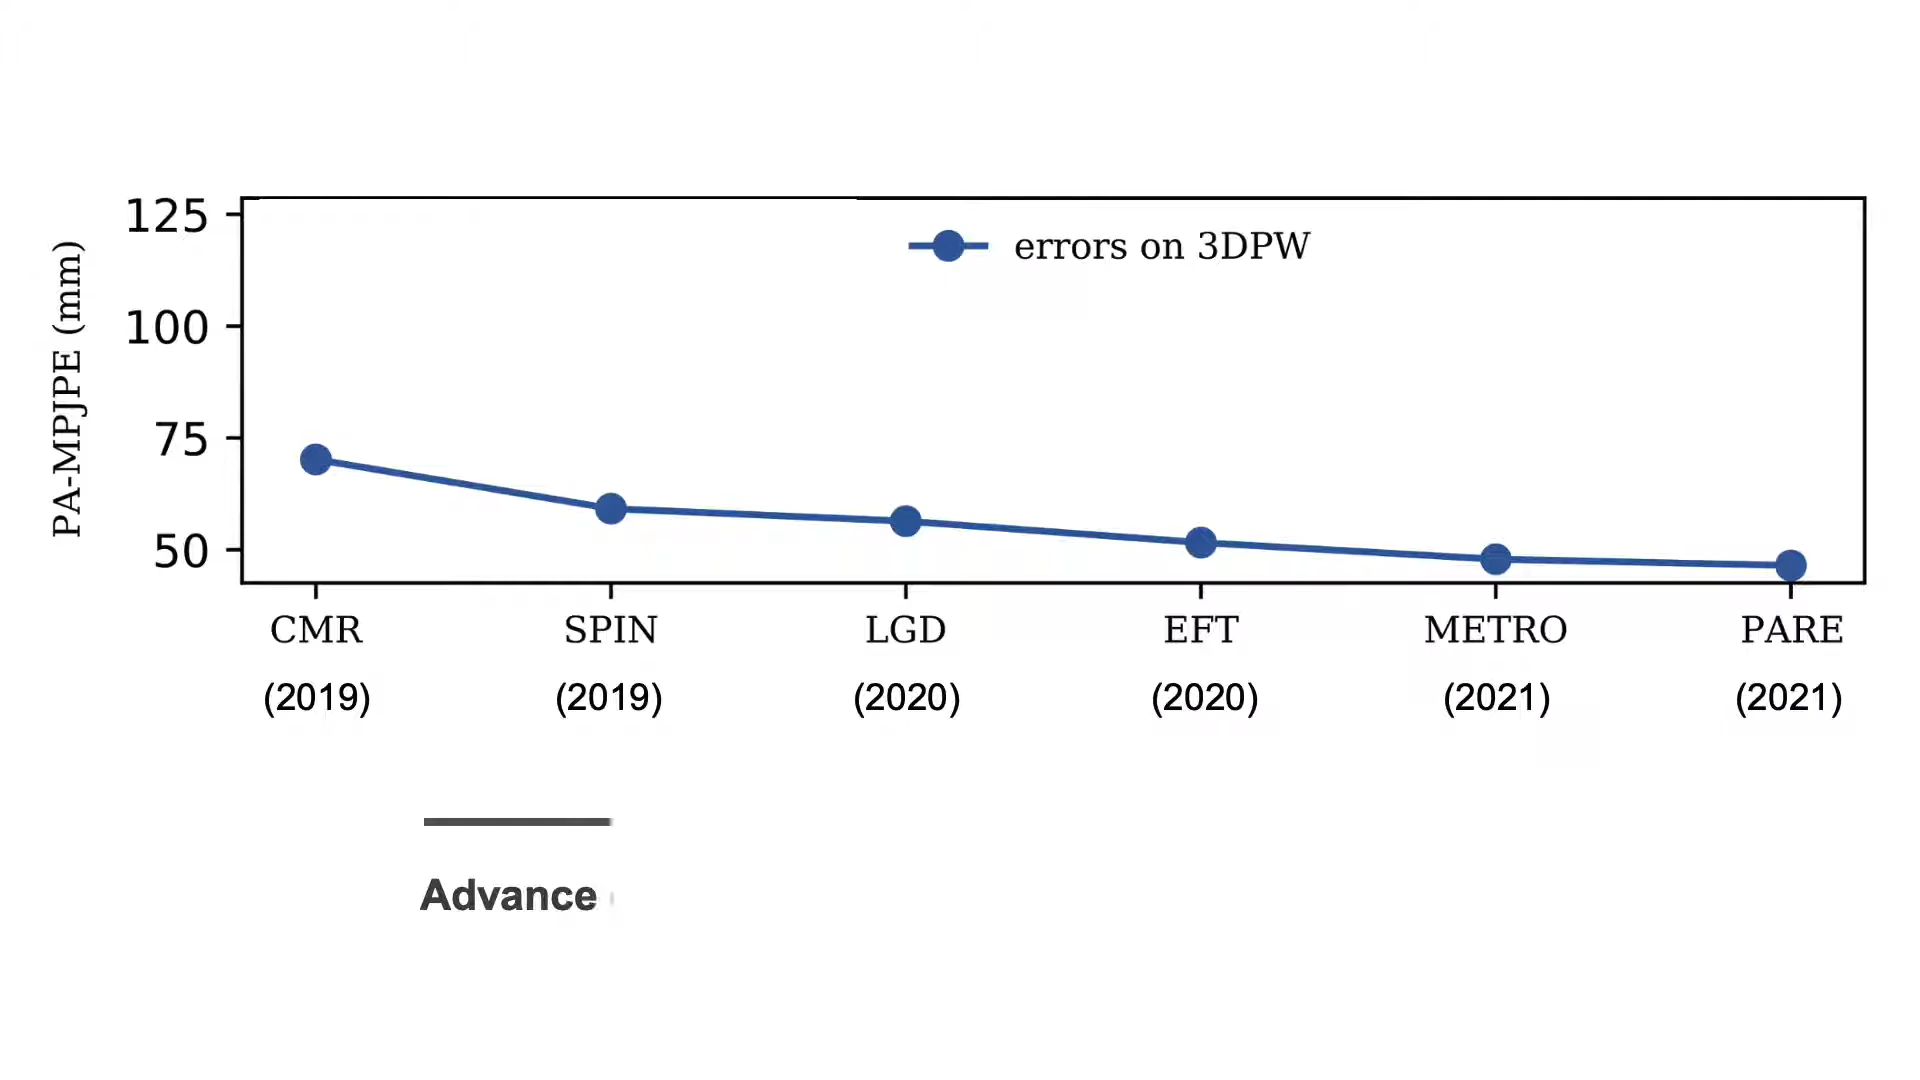 125
100
75
50
PA-MPJPE (mm)
errors on 3DPW
CMR SPIN LGD EFT METRO PARE
(2019) (2019) (2020) (2020) (2021) (2021)
Advance